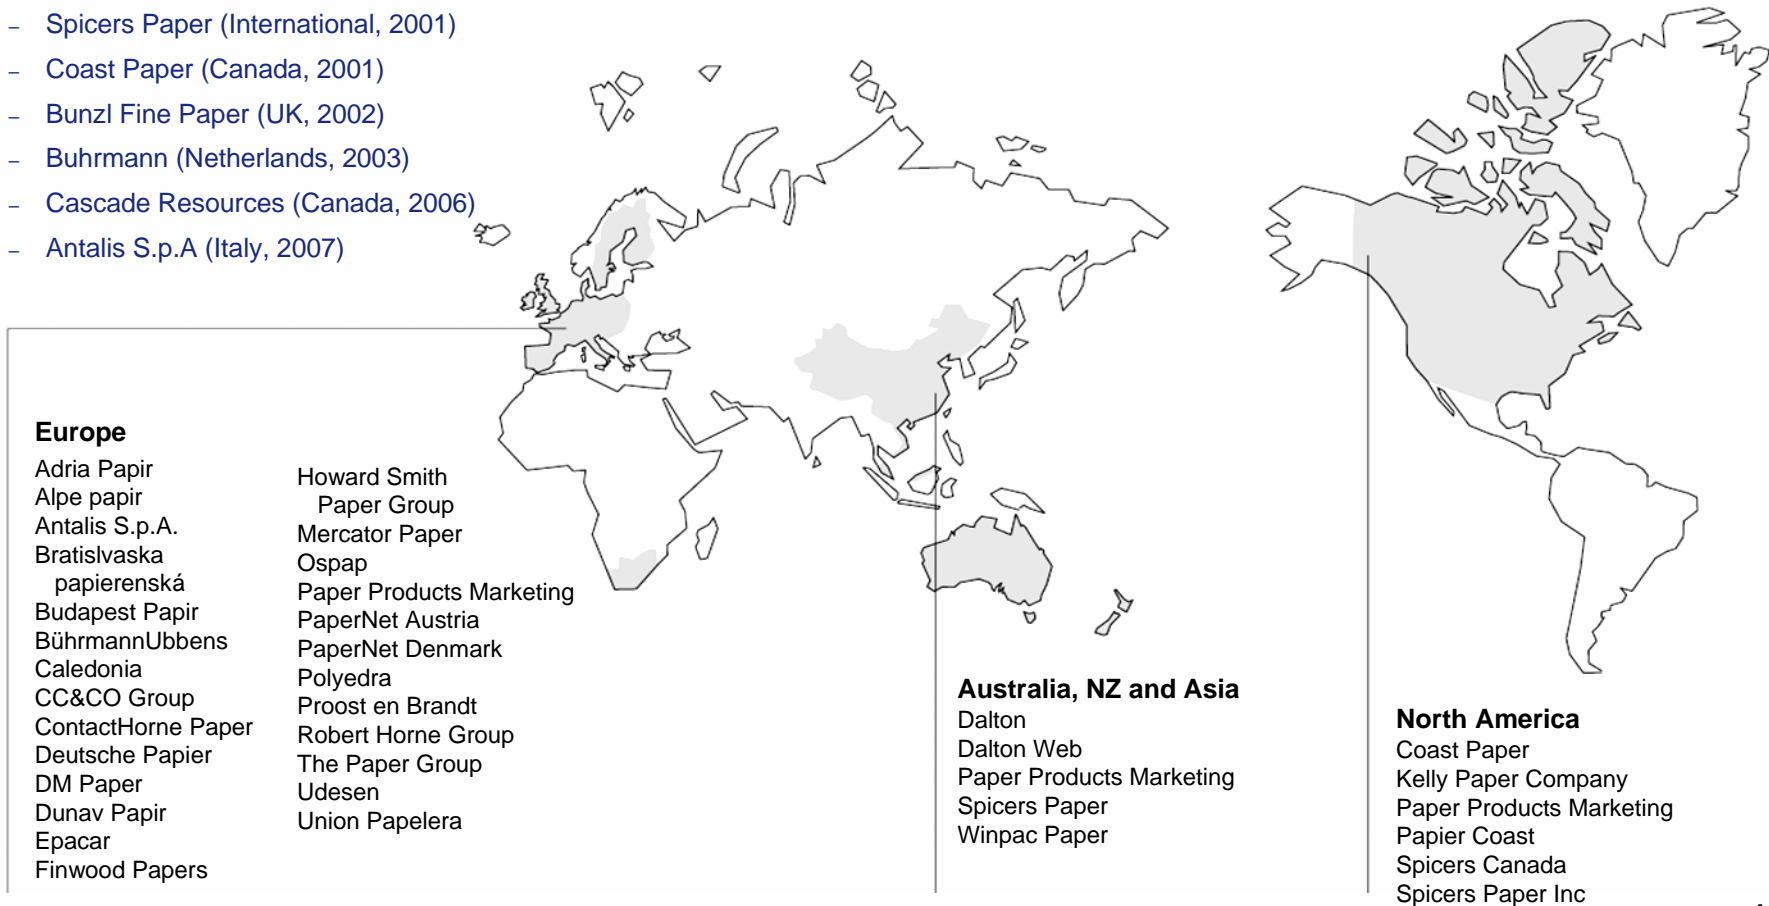 – Spicers Paper (International, 2001)
– Coast Paper (Canada, 2001)
– Bunzl Fine Paper (UK, 2002)
– Buhrmann (Netherlands, 2003)
– Cascade Resources (Canada, 2006)
– Antalis S.p.A (Italy, 2007)
Europe
Adria Papir
Alpe papir
Antalis S.p.A.
Bratislvaska
papierenská
Budapest Papir
BührmannUbbens
Caledonia
CC&CO Group
ContactHorne Paper
Deutsche Papier
DM Paper
Dunav Papir
Epacar
Finwood Papers
Howard Smith
Paper Group
Mercator Paper
Ospap
Paper Products Marketing
PaperNet Austria
PaperNet Denmark
Polyedra
Proost en Brandt
Robert Horne Group
The Paper Group
Udesen
Union Papelera
Australia, NZ and Asia
Dalton
Dalton Web
Paper Products Marketing
Spicers Paper
Winpac Paper
North America
Coast Paper
Kelly Paper Company
Paper Products Marketing
Papier Coast
Spicers Canada
Spicers Paper Inc